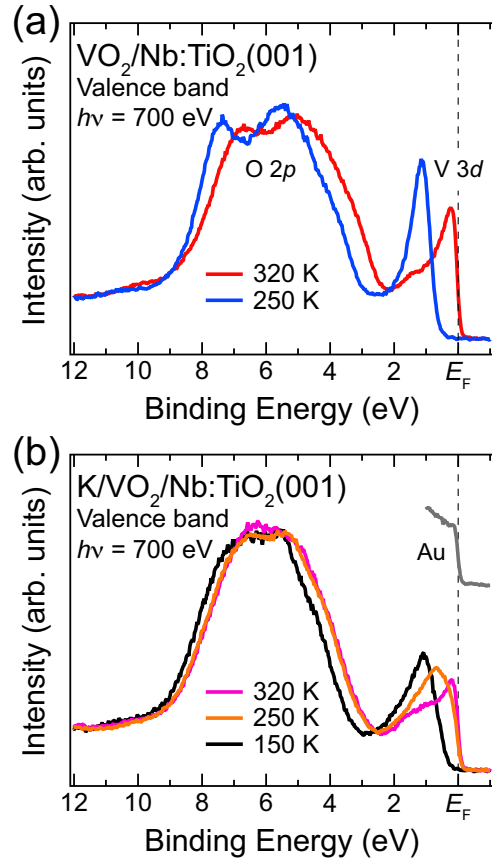 (a)
VO₂/Nb:TiO₂(001)
Valence band
hν = 700 eV
O 2p
V 3d
320 K
250 K
Intensity (arb. units)
12 10 8 6 4 2 E_F
Binding Energy (eV)
(b)
K/VO₂/Nb:TiO₂(001)
Valence band
hν = 700 eV
Au
320 K
250 K
150 K
Intensity (arb. units)
12 10 8 6 4 2 E_F
Binding Energy (eV)